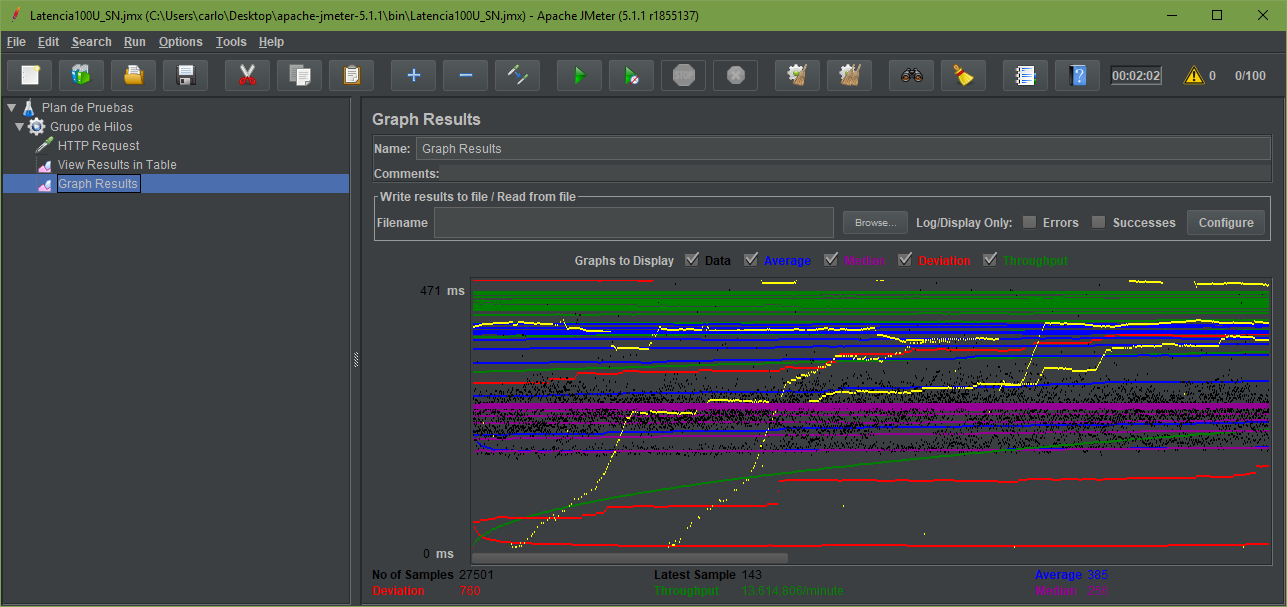 Latencia100U_SN.jmx (C:\Users\carlo\Desktop\apache-jmeter-5.1.1\bin\Latencia100U_SN.jmx) - Apache JMeter (5.1.1 r1855137)
File Edit Search Run Options Tools Help
STOP 00:02:02 0 0/100
Plan de Pruebas
Grupo de Hilos
HTTP Request
View Results in Table
Graph Results
Graph Results
Name: Graph Results
Comments:
Write results to file / Read from file
Filename Browse... Log/Display Only: Errors Successes Configure
Graphs to Display Data Average Median Deviation Throughput
471 ms
0 ms
No of Samples 27501 Latest Sample 143 Average 385
Deviation 760 Throughput 13,614.806/minute Median